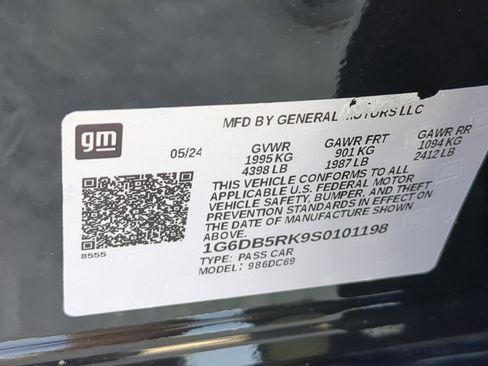 MFD BY GENERAL MOTORS LLC
gm
05/24 GVWR GAWR FRT GAWR RR
1995 KG 901 KG 1094 KG
4398 LB 1987 LB 2412 LB
THIS VEHICLE CONFORMS TO ALL
APPLICABLE U.S. FEDERAL MOTOR
VEHICLE SAFETY, BUMPER, AND THEFT
PREVENTION STANDARDS IN EFFECT ON
THE DATE OF MANUFACTURE SHOWN
ABOVE.
1G6DB5RK9S0101198
8555
TYPE: PASS CAR
MODEL: 986DC69